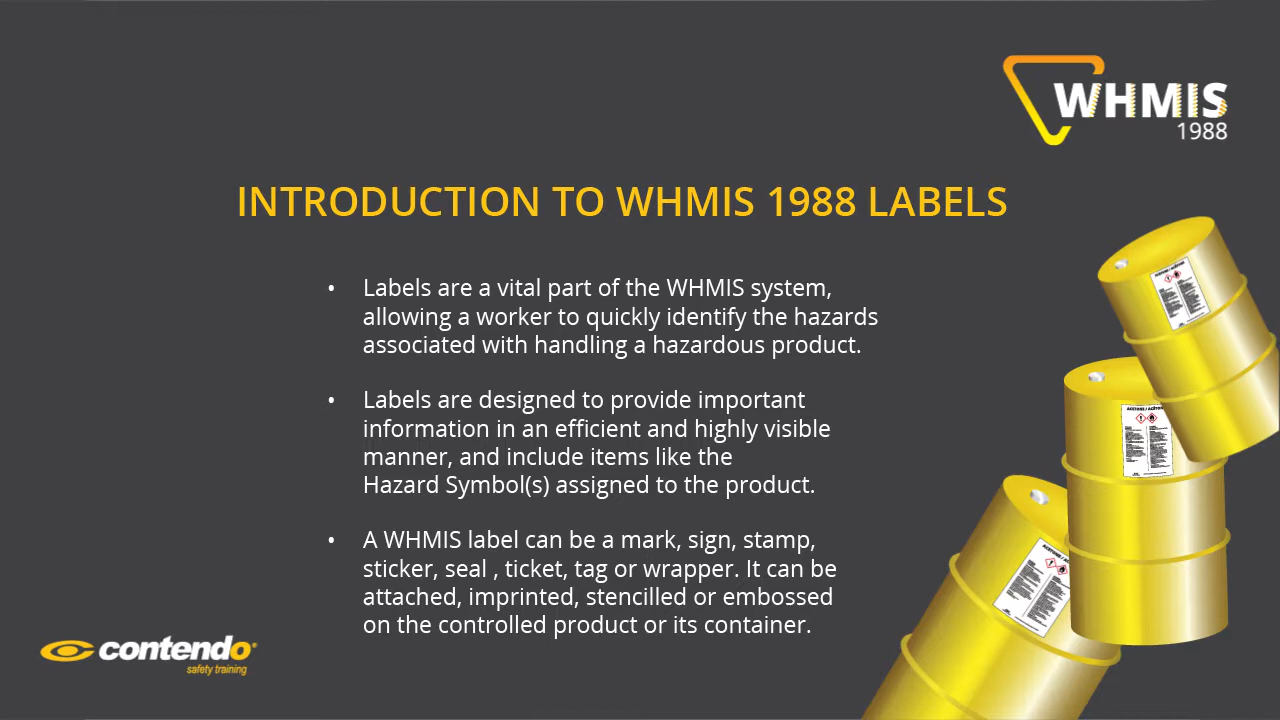 WHMIS
1988
INTRODUCTION TO WHMIS 1988 LABELS
• Labels are a vital part of the WHMIS system,
allowing a worker to quickly identify the hazards
associated with handling a hazardous product.
• Labels are designed to provide important
information in an efficient and highly visible
manner, and include items like the
Hazard Symbol(s) assigned to the product.
• A WHMIS label can be a mark, sign, stamp,
sticker, seal , ticket, tag or wrapper. It can be
attached, imprinted, stencilled or embossed
on the controlled product or its container.
contendo
safety training